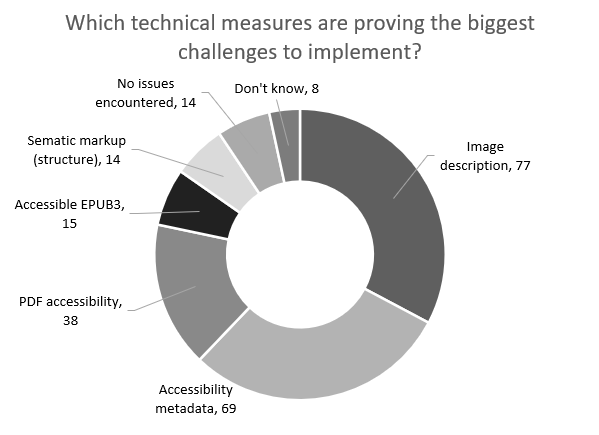 Which technical measures are proving the biggest
challenges to implement?
No issues
encountered, 14
Don't know, 8
Image
description, 77
Sematic markup
(structure), 14
Accessible EPUB3,
15
PDF accessibility,
38
Accessibility
metadata, 69